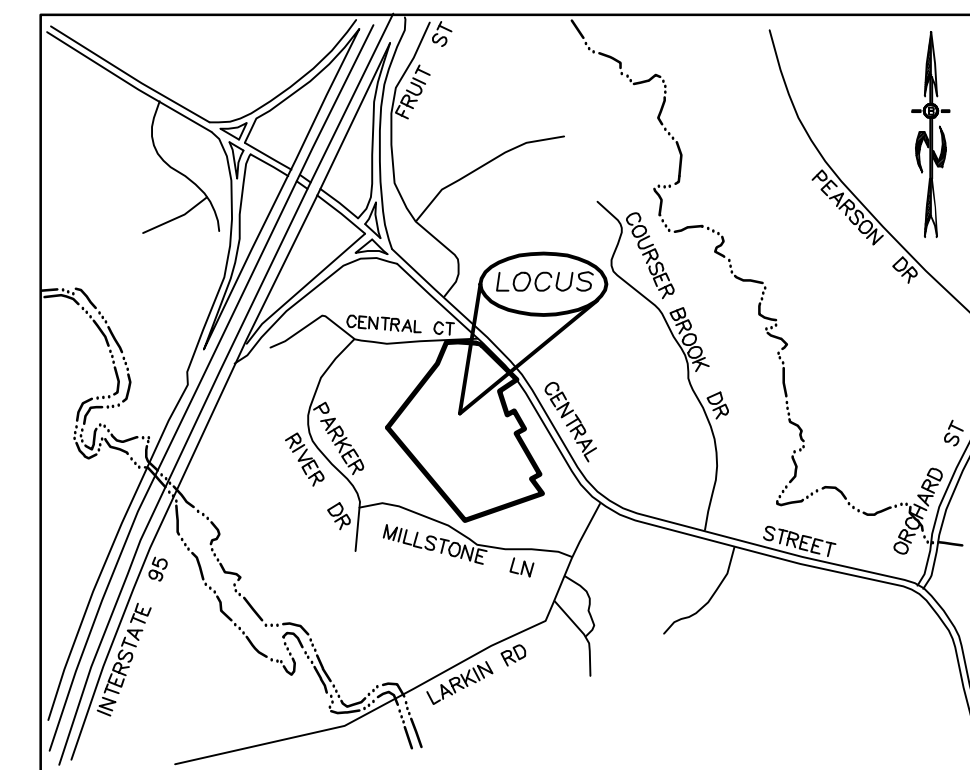 FRUIT ST
PEARSON DR
COURSER BROOK DR
LOCUS
CENTRAL CT
CENTRAL
STREET
PARKER
RIVER DR
MILLSTONE LN
ORCHARD ST
INTERSTATE 95
LARKIN RD
N
B